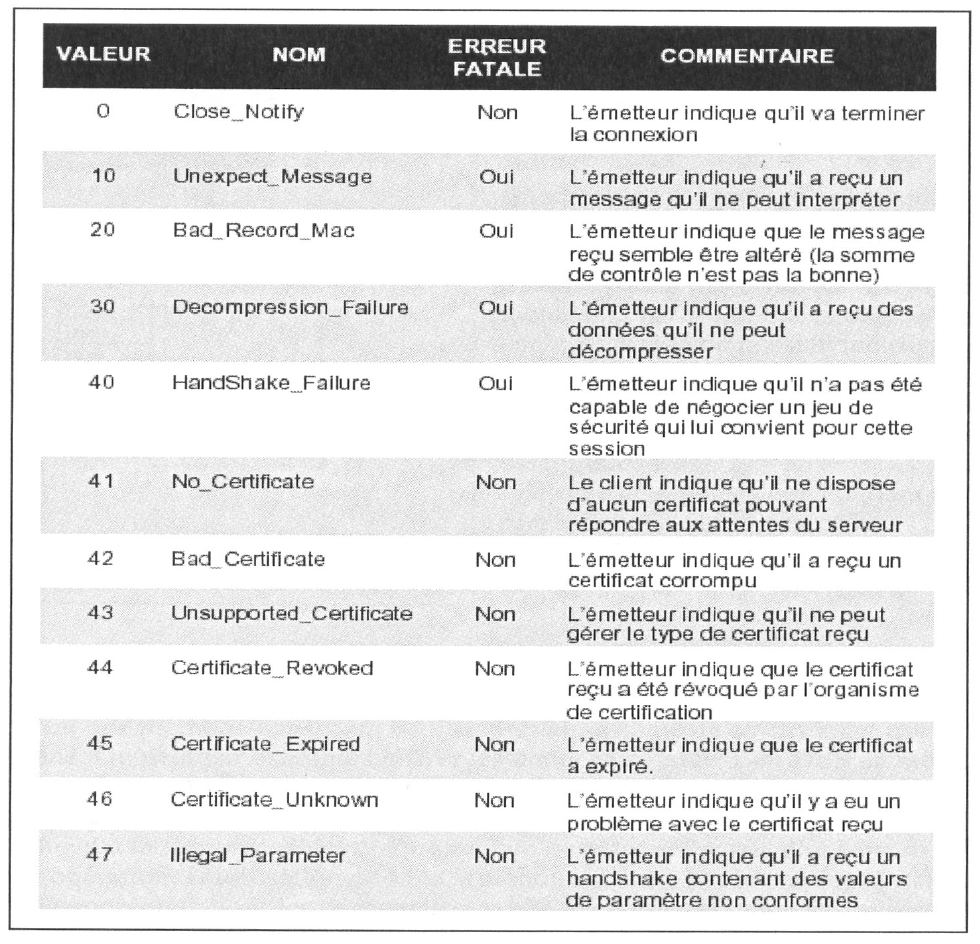 VALEUR NOM ERREUR FATALE COMMENTAIRE
0 Close_Notify Non L'émetteur indique qu'il va terminer
la connexion
10 Unexpect_Message Oui L'émetteur indique qu'il a reçu un
message qu'il ne peut interpréter
20 Bad_Record_Mac Oui L'émetteur indique que le message
reçu semble être altéré (la somme
de contrôle n'est pas la bonne)
30 Decompression_Failure Oui L'émetteur indique qu'il a reçu des
données qu'il ne peut
décompresser
40 HandShake_Failure Oui L'émetteur indique qu'il n'a pas été
capable de négocier un jeu de
sécurité qui lui convient pour cette
session
41 No_Certificate Non Le client indique qu'il ne dispose
d'aucun certificat pouvant
répondre aux attentes du serveur
42 Bad_Certificate Non L'émetteur indique qu'il a reçu un
certificat corrompu
43 Unsupported_Certificate Non L'émetteur indique qu'il ne peut
gérer le type de certificat reçu
44 Certificate_Revoked Non L'émetteur indique que le certificat
reçu a été révoqué par l'organisme
de certification
45 Certificate_Expired Non L'émetteur indique que le certificat
a expiré.
46 Certificate_Unknown Non L'émetteur indique qu'il y a eu un
problème avec le certificat reçu
47 Illegal_Parameter Non L'émetteur indique qu'il a reçu un
handshake contenant des valeurs
de paramètre non conformes